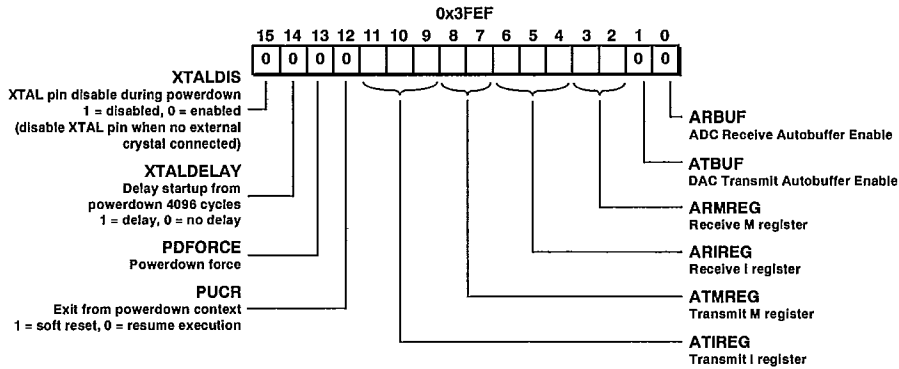 0x3FEF
15 14 13 12 11 10 9 8 7 6 5 4 3 2 1 0
0 0 0 0 0 0
XTALDIS
XTAL pin disable during powerdown
1 = disabled, 0 = enabled
(disable XTAL pin when no external
crystal connected)
XTALDELAY
Delay startup from
powerdown 4096 cycles
1 = delay, 0 = no delay
PDFORCE
Powerdown force
PUCR
Exit from powerdown context
1 = soft reset, 0 = resume execution
ARBUF
ADC Receive Autobuffer Enable
ATBUF
DAC Transmit Autobuffer Enable
ARMREG
Receive M register
ARIREG
Receive I register
ATMREG
Transmit M register
ATIREG
Transmit I register